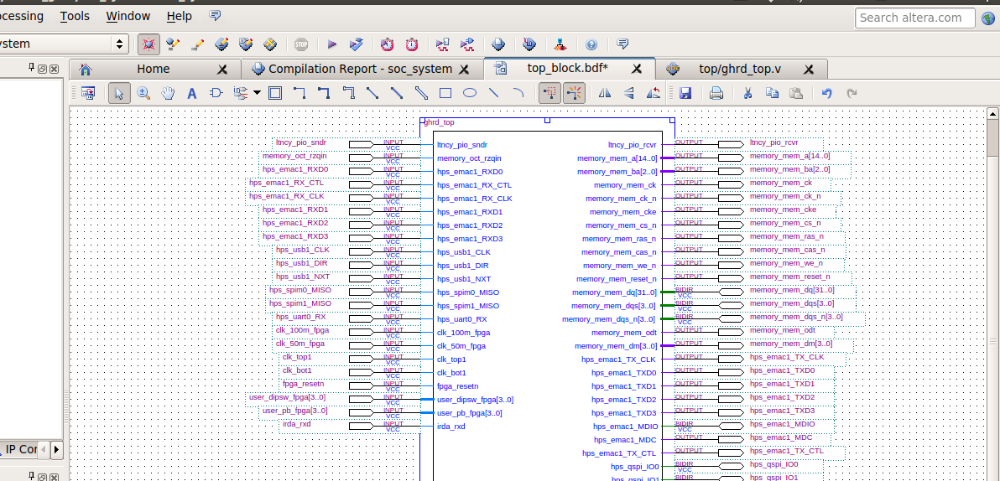 cessing Tools Window Help
Search altera.com
stem
Home
Compilation Report - soc_system
top_block.bdf*
top/ghrd_top.v
ghrd_top
ltncy_pio_sndr INPUT VCC ltncy_pio_sndr ltncy_pio_rcvr OUTPUT ltncy_pio_rcvr
memory_oct_rzqin INPUT VCC memory_oct_rzqin memory_mem_a[14..0] OUTPUT memory_mem_a[14..0]
hps_emac1_RXD0 INPUT VCC hps_emac1_RXD0 memory_mem_ba[2..0] OUTPUT memory_mem_ba[2..0]
hps_emac1_RX_CTL INPUT VCC hps_emac1_RX_CTL memory_mem_ck OUTPUT memory_mem_ck
hps_emac1_RX_CLK INPUT VCC hps_emac1_RX_CLK memory_mem_ck_n OUTPUT memory_mem_ck_n
hps_emac1_RXD1 INPUT VCC hps_emac1_RXD1 memory_mem_cke OUTPUT memory_mem_cke
hps_emac1_RXD2 INPUT VCC hps_emac1_RXD2 memory_mem_cs_n OUTPUT memory_mem_cs_n
hps_emac1_RXD3 INPUT VCC hps_emac1_RXD3 memory_mem_ras_n OUTPUT memory_mem_ras_n
hps_usb1_CLK INPUT VCC hps_usb1_CLK memory_mem_cas_n OUTPUT memory_mem_cas_n
hps_usb1_DIR INPUT VCC hps_usb1_DIR memory_mem_we_n OUTPUT memory_mem_we_n
hps_usb1_NXT INPUT VCC hps_usb1_NXT memory_mem_reset_n OUTPUT memory_mem_reset_n
hps_spim0_MISO INPUT VCC hps_spim0_MISO memory_mem_dq[31..0] BIDIR VCC memory_mem_dq[31..0]
hps_spim1_MISO INPUT VCC hps_spim1_MISO memory_mem_dqs[3..0] BIDIR VCC memory_mem_dqs[3..0]
hps_uart0_RX INPUT VCC hps_uart0_RX memory_mem_dqs_n[3..0] BIDIR VCC memory_mem_dqs_n[3..0]
clk_100m_fpga INPUT VCC clk_100m_fpga memory_mem_odt OUTPUT memory_mem_odt
clk_50m_fpga INPUT VCC clk_50m_fpga memory_mem_dm[3..0] OUTPUT memory_mem_dm[3..0]
clk_top1 INPUT VCC clk_top1 hps_emac1_TX_CLK OUTPUT hps_emac1_TX_CLK
clk_bot1 INPUT VCC clk_bot1 hps_emac1_TXD0 OUTPUT hps_emac1_TXD0
fpga_resetn INPUT VCC fpga_resetn hps_emac1_TXD1 OUTPUT hps_emac1_TXD1
user_dipsw_fpga[3..0] INPUT VCC user_dipsw_fpga[3..0] hps_emac1_TXD2 OUTPUT hps_emac1_TXD2
user_pb_fpga[3..0] INPUT VCC user_pb_fpga[3..0] hps_emac1_TXD3 OUTPUT hps_emac1_TXD3
irda_rxd INPUT VCC irda_rxd hps_emac1_MDIO BIDIR VCC hps_emac1_MDIO
hps_emac1_MDC OUTPUT hps_emac1_MDC
IP Cor hps_emac1_TX_CTL OUTPUT hps_emac1_TX_CTL
hps_qspi_IO0 BIDIR VCC hps_qspi_IO0
hps_qspi_IO1 BIDIR hps_qspi_IO1